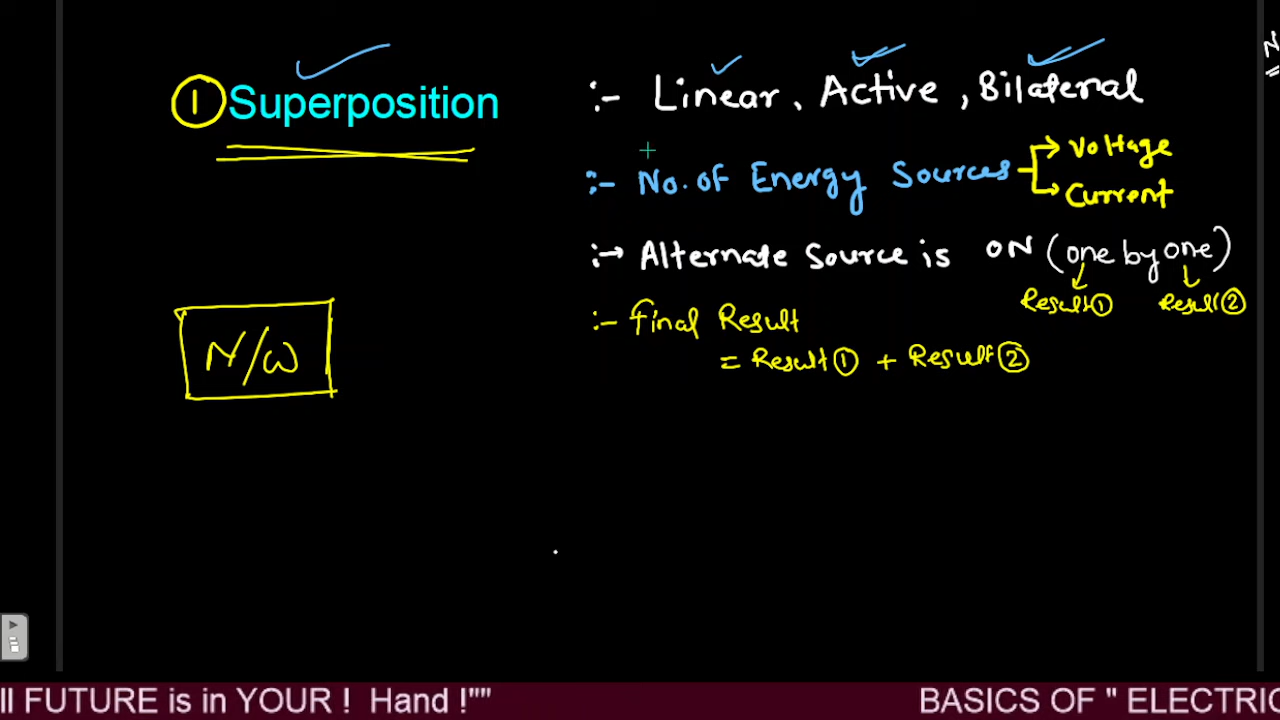 ① Superposition
:- Linear, Active, Bilateral
:- No. of Energy Sources → Voltage
→ Current
:→ Alternate Source is ON (one by one)
Result① Result②
:- Final Result
= Result① + Result②
N/W
N
ll FUTURE is in YOUR ! Hand !"" BASICS OF " ELECTRIC